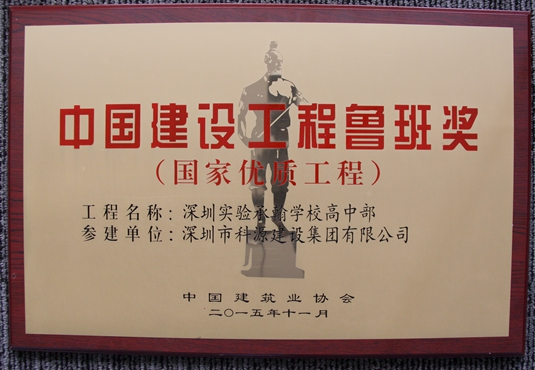 中国建设工程鲁班奖
（国家优质工程）
工程名称：深圳实验承翰学校高中部
参建单位：深圳市科源建设集团有限公司
中国建筑业协会
二〇一五年十一月